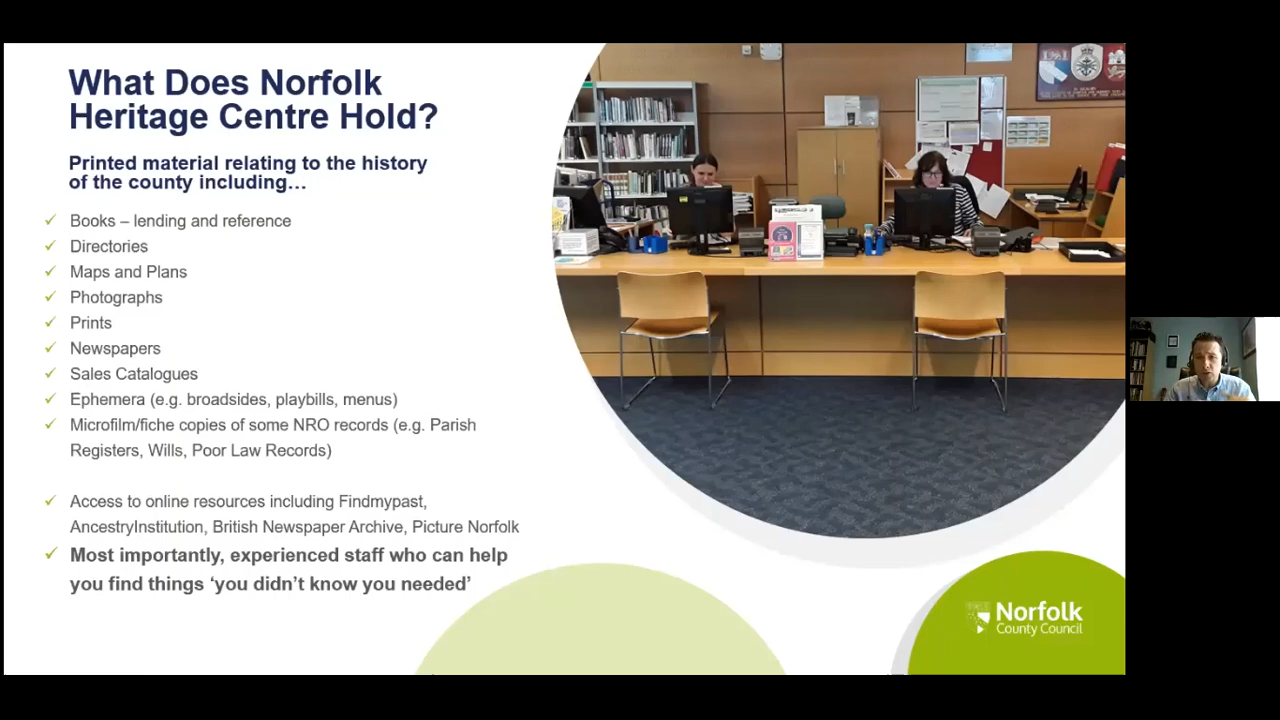 What Does Norfolk
Heritage Centre Hold?
Printed material relating to the history
of the county including…
Books – lending and reference
Directories
Maps and Plans
Photographs
Prints
Newspapers
Sales Catalogues
Ephemera (e.g. broadsides, playbills, menus)
Microfilm/fiche copies of some NRO records (e.g. Parish
Registers, Wills, Poor Law Records)
Access to online resources including Findmypast,
AncestryInstitution, British Newspaper Archive, Picture Norfolk
Most importantly, experienced staff who can help
you find things ‘you didn’t know you needed’
Norfolk
County Council